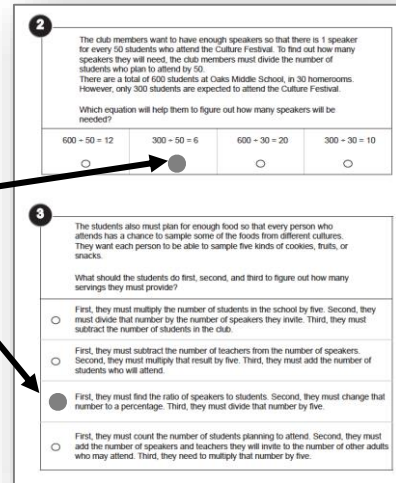 2
The club members want to have enough speakers so that there is 1 speaker
for every 50 students who attend the Culture Festival. To find out how many
speakers they will need, the club members must divide the number of
students who plan to attend by 50.
There are a total of 600 students at Oaks Middle School, in 30 homerooms.
However, only 300 students are expected to attend the Culture Festival.
Which equation will help them to figure out how many speakers will be
needed?
600 ÷ 50 = 12 300 ÷ 50 = 6 600 ÷ 30 = 20 300 ÷ 30 = 10
3
The students also must plan for enough food so that every person who
attends has a chance to sample some of the foods from different cultures.
They want each person to be able to sample five kinds of cookies, fruits, or
snacks.
What should the students do first, second, and third to figure out how many
servings they must provide?
First, they must multiply the number of students in the school by five. Second, they
must divide that number by the number of speakers they invite. Third, they must
subtract the number of students in the club.
First, they must subtract the number of teachers from the number of speakers.
Second, they must multiply that result by five. Third, they must add the number of
students who will attend.
First, they must find the ratio of speakers to students. Second, they must change that
number to a percentage. Third, they must divide that number by five.
First, they must count the number of students planning to attend. Second, they must
add the number of speakers and teachers they will invite to the number of other adults
who may attend. Third, they need to multiply that number by five.